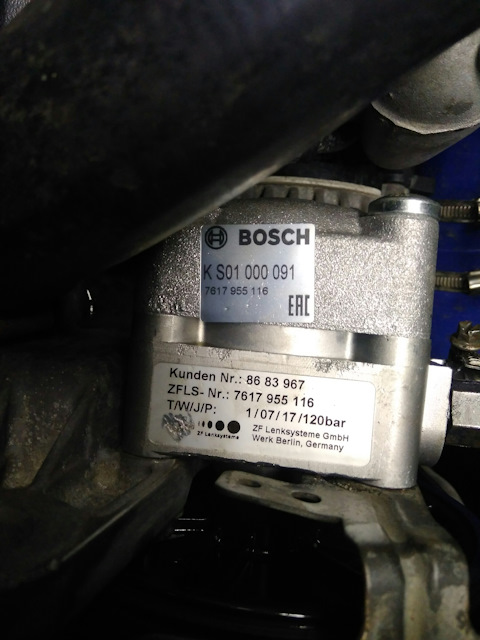 BOSCH
K S01 000 091
7617 955 116
EAC
Kunden Nr.: 86 83 967
ZFLS- Nr.: 7617 955 116
T/W/J/P: 1/07/17/120bar
ZF Lenksysteme
ZF Lenksysteme GmbH
Werk Berlin, Germany